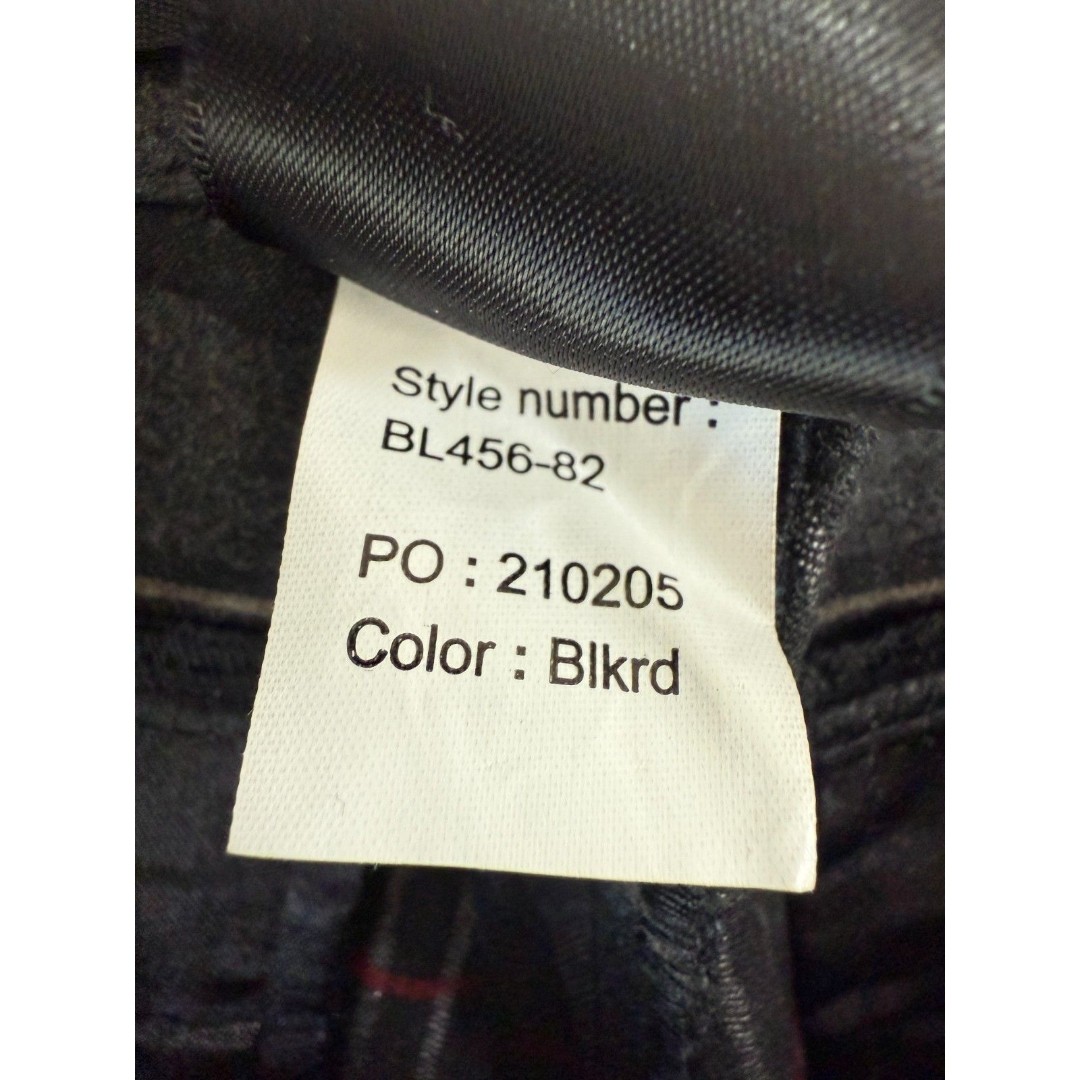 Style number :
BL456-82
PO : 210205
Color : Blkrd